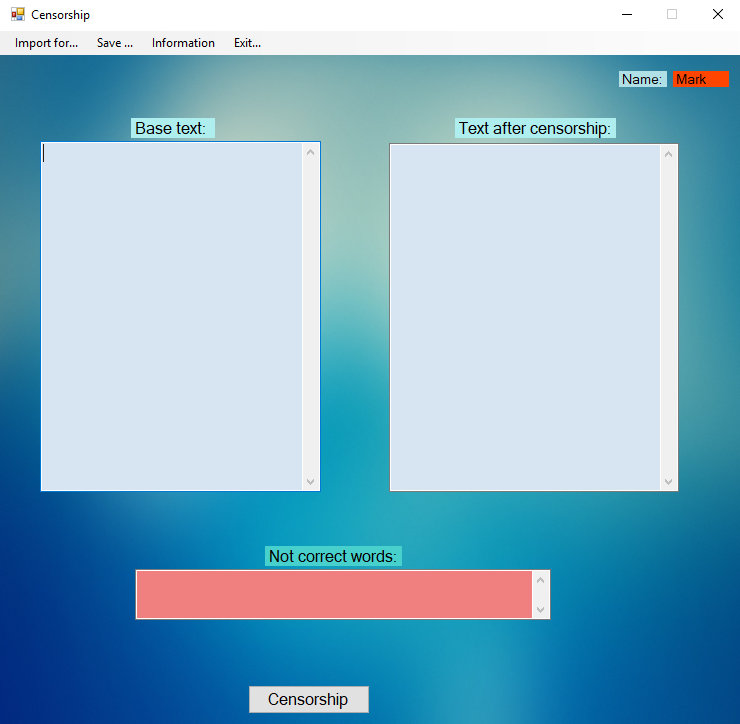 Censorship
Import for... Save ... Information Exit...
Name: Mark
Base text: Text after censorship:
Not correct words:
Censorship